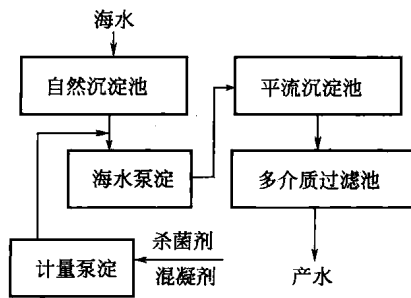 海水
自然沉淀池
平流沉淀池
海水泵淀
多介质过滤池
杀菌剂
混凝剂
计量泵淀
产水